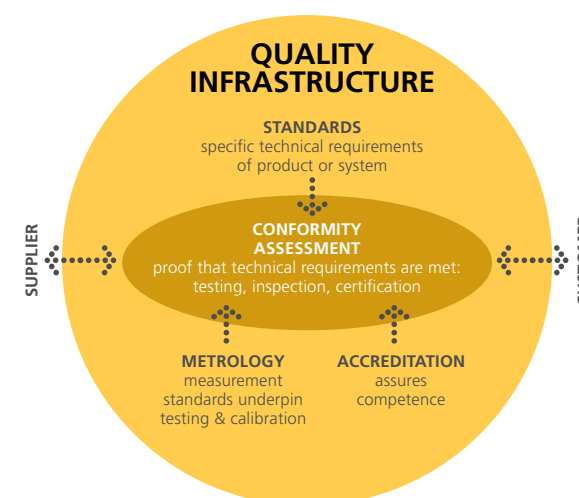 QUALITY
INFRASTRUCTURE
STANDARDS
specific technical requirements
of product or system
SUPPLIER
CONFORMITY
ASSESSMENT
proof that technical requirements are met:
testing, inspection, certification
METROLOGY
measurement
standards underpin
testing & calibration
ACCREDITATION
assures
competence